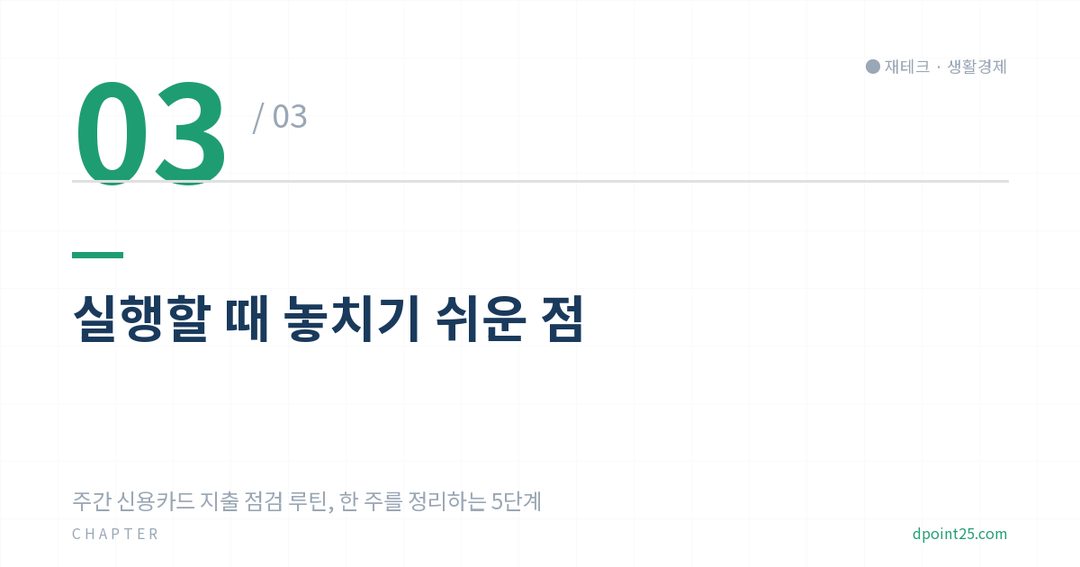 03 / 03
● 재테크 · 생활경제
실행할 때 놓치기 쉬운 점
주간 신용카드 지출 점검 루틴, 한 주를 정리하는 5단계
CHAPTER
dpoint25.com